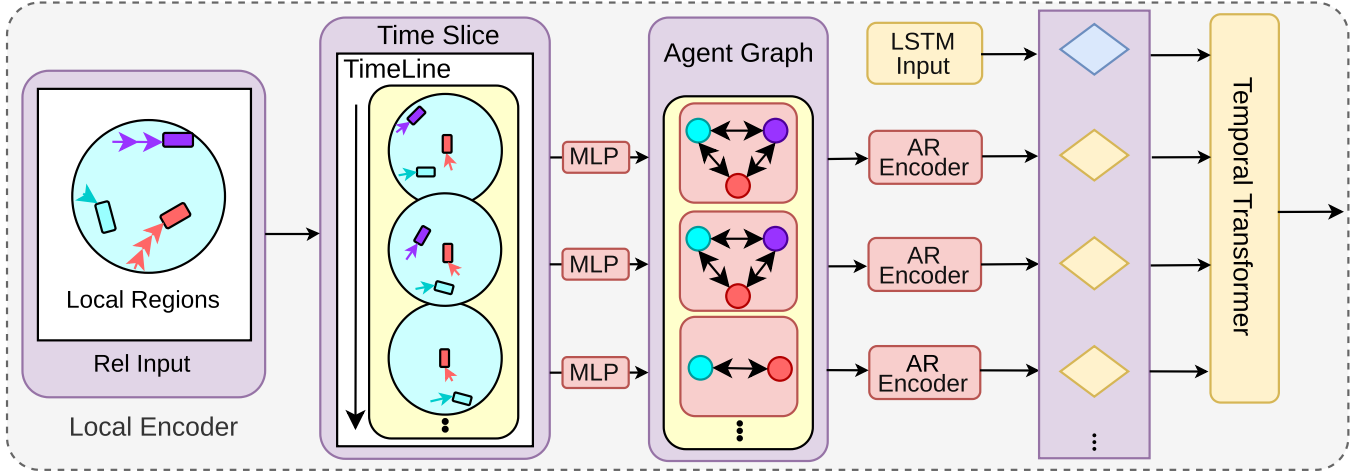 Local Regions
Rel Input
Local Encoder
Time Slice
TimeLine
MLP
MLP
MLP
Agent Graph
LSTM
Input
AR
Encoder
AR
Encoder
AR
Encoder
Temporal Transformer